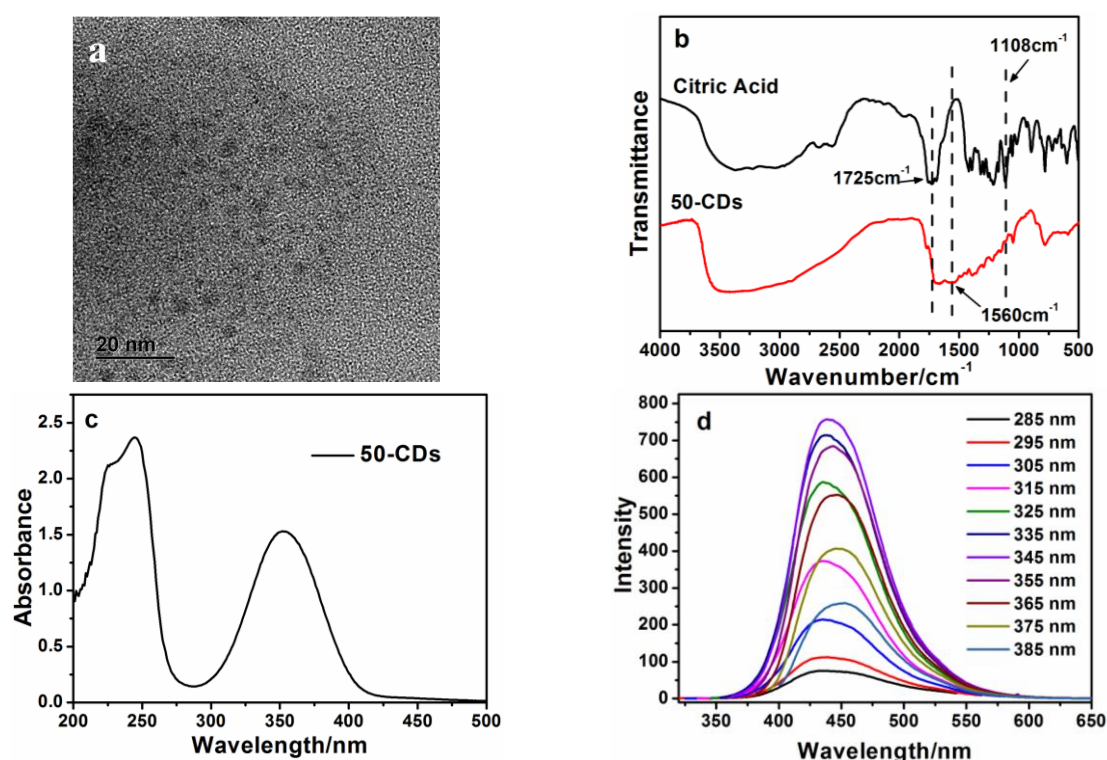 a
20 nm
b
1108cm⁻¹
Citric Acid
1725cm⁻¹
50-CDs
1560cm⁻¹
Transmittance
4000 3500 3000 2500 2000 1500 1000 500
Wavenumber/cm⁻¹
c
50-CDs
2.5
2.0
1.5
1.0
0.5
0.0
Absorbance
200 250 300 350 400 450 500
Wavelength/nm
d
800
700
600
500
400
300
200
100
0
Intensity
285 nm
295 nm
305 nm
315 nm
325 nm
335 nm
345 nm
355 nm
365 nm
375 nm
385 nm
350 400 450 500 550 600 650
Wavelength/nm